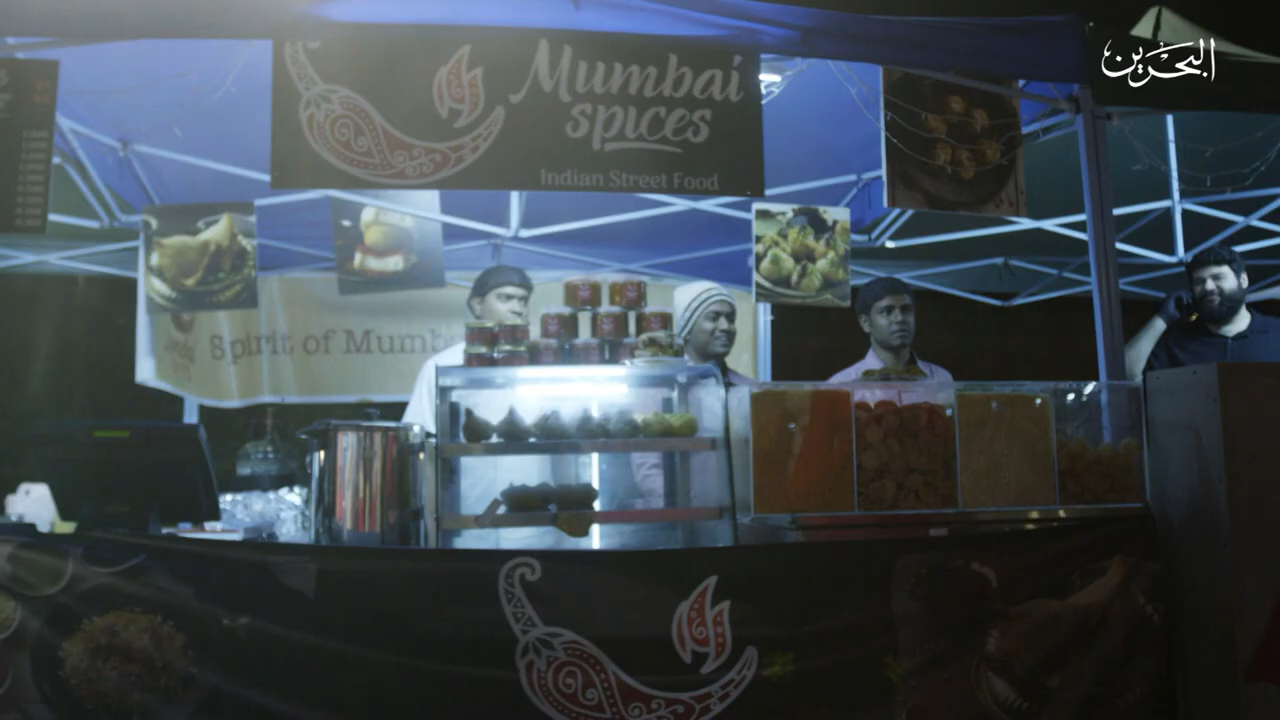 البحرين
Mumbai
spices
Indian Street Food
Spirit of Mumb